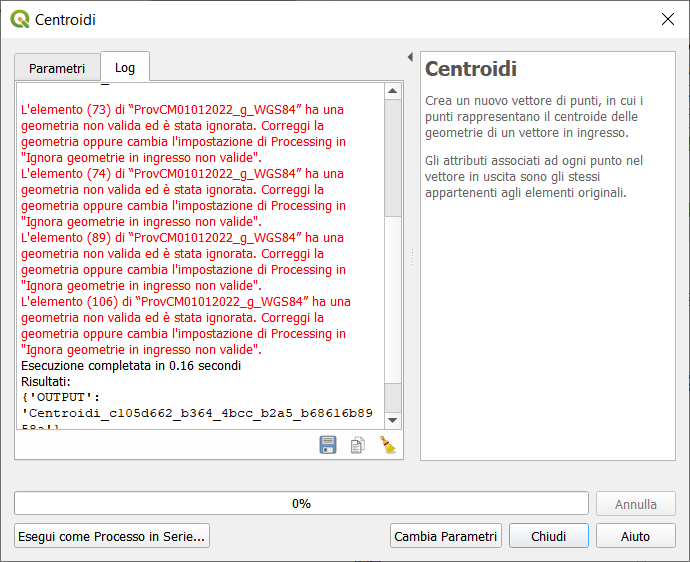 Centroidi
Parametri
Log
L'elemento (73) di “ProvCM01012022_g_WGS84” ha una
geometria non valida ed è stata ignorata. Correggi la
geometria oppure cambia l'impostazione di Processing in
"Ignora geometrie in ingresso non valide".
L'elemento (74) di “ProvCM01012022_g_WGS84” ha una
geometria non valida ed è stata ignorata. Correggi la
geometria oppure cambia l'impostazione di Processing in
"Ignora geometrie in ingresso non valide".
L'elemento (89) di “ProvCM01012022_g_WGS84” ha una
geometria non valida ed è stata ignorata. Correggi la
geometria oppure cambia l'impostazione di Processing in
"Ignora geometrie in ingresso non valide".
L'elemento (106) di “ProvCM01012022_g_WGS84” ha una
geometria non valida ed è stata ignorata. Correggi la
geometria oppure cambia l'impostazione di Processing in
"Ignora geometrie in ingresso non valide".
Esecuzione completata in 0.16 secondi
Risultati:
{'OUTPUT':
'Centroidi_c105d662_b364_4bcc_b2a5_b68616b89
Centroidi
Crea un nuovo vettore di punti, in cui i
punti rappresentano il centroide delle
geometrie di un vettore in ingresso.
Gli attributi associati ad ogni punto nel
vettore in uscita sono gli stessi
appartenenti agli elementi originali.
0%
Annulla
Esegui come Processo in Serie...
Cambia Parametri
Chiudi
Aiuto